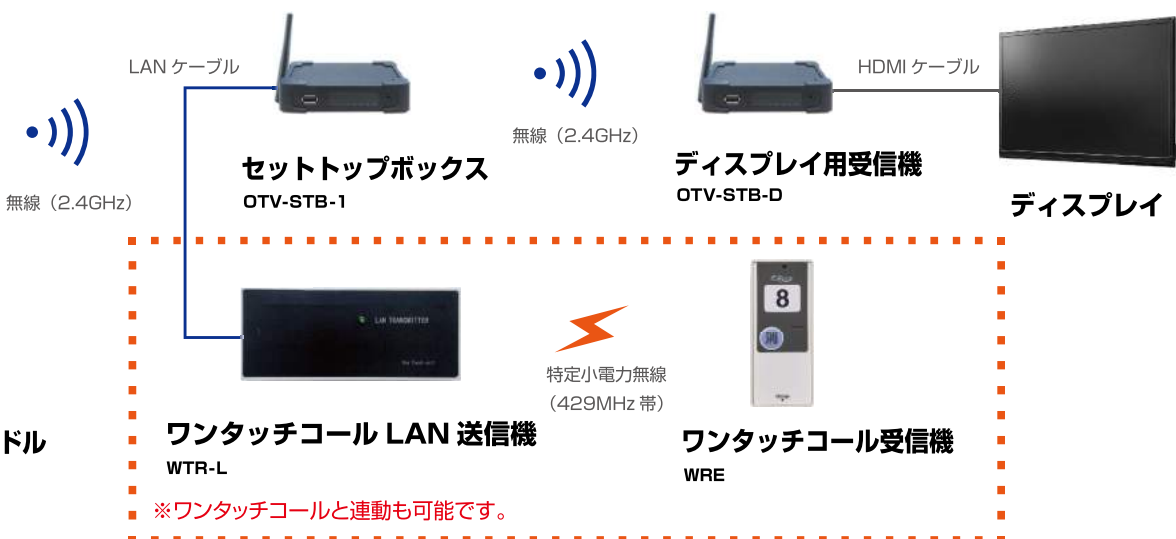 LAN ケーブル
HDMI ケーブル
無線（2.4GHz）
無線（2.4GHz）
セットトップボックス
OTV-STB-1
ディスプレイ用受信機
OTV-STB-D
ディスプレイ
LAN TRANSMITTER
8
特定小電力無線
（429MHz 帯）
ドル
ワンタッチコール LAN 送信機
WTR-L
ワンタッチコール受信機
WRE
※ワンタッチコールと連動も可能です。